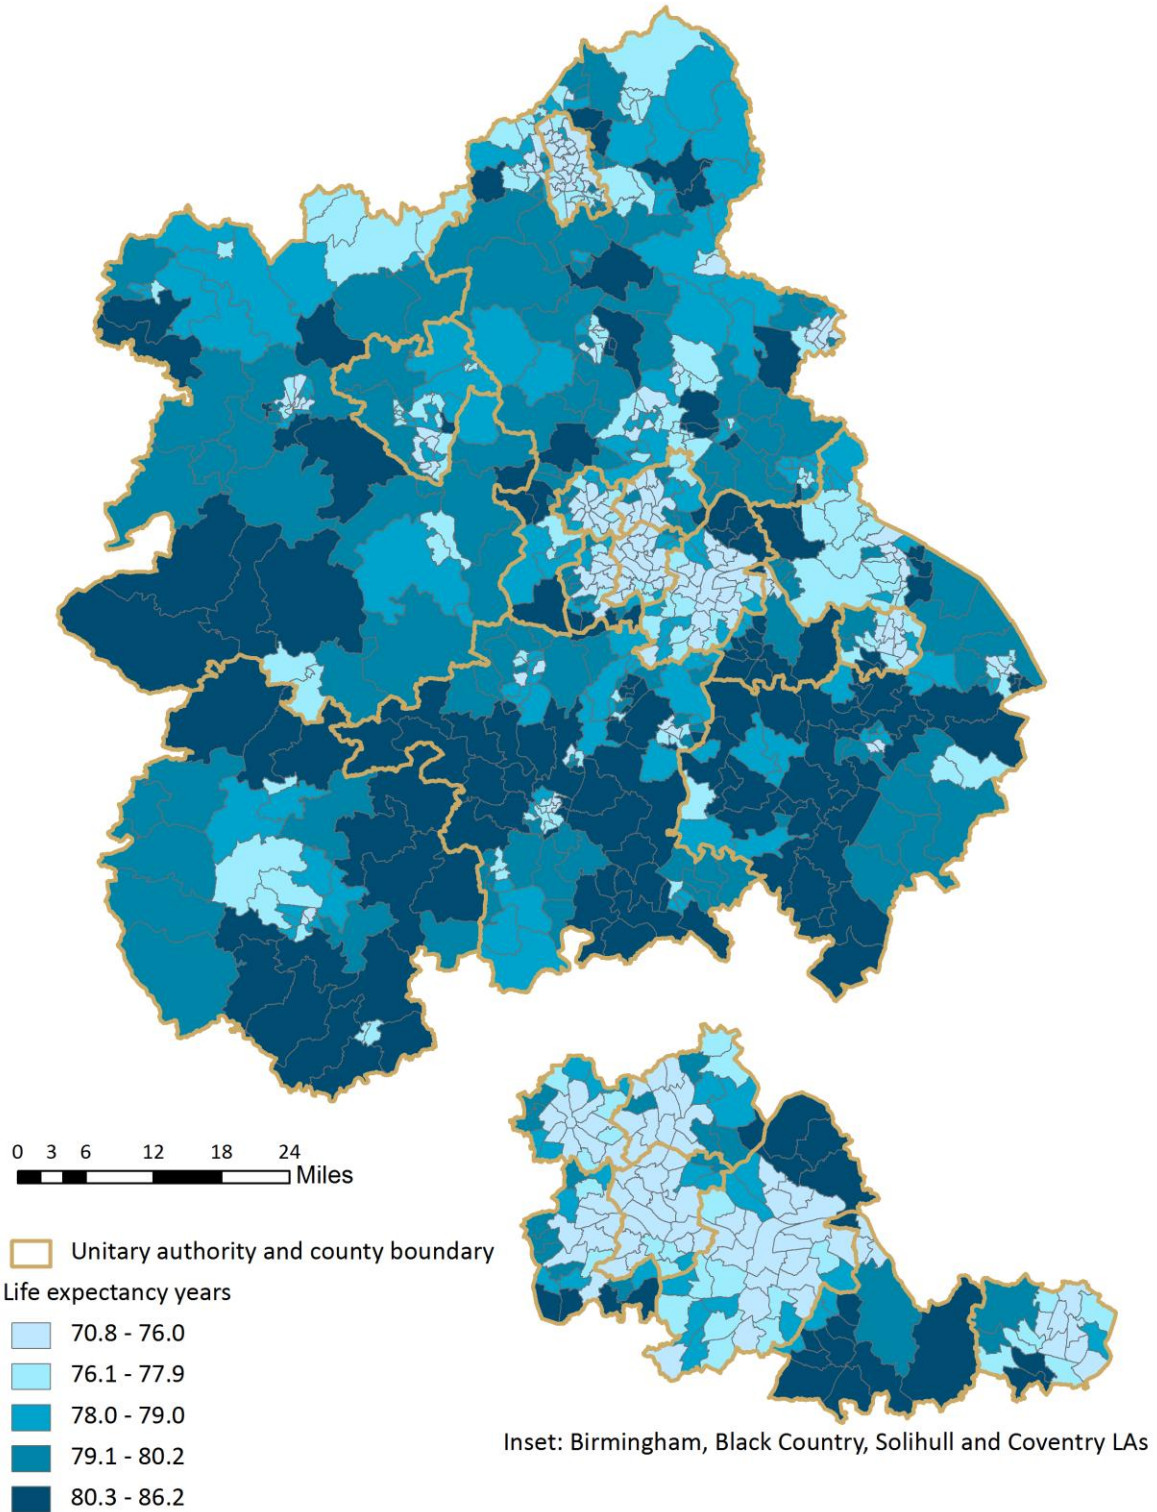 0 3 6 12 18 24
Miles
Unitary authority and county boundary
Life expectancy years
70.8 - 76.0
76.1 - 77.9
78.0 - 79.0
79.1 - 80.2
80.3 - 86.2
Inset: Birmingham, Black Country, Solihull and Coventry LAs